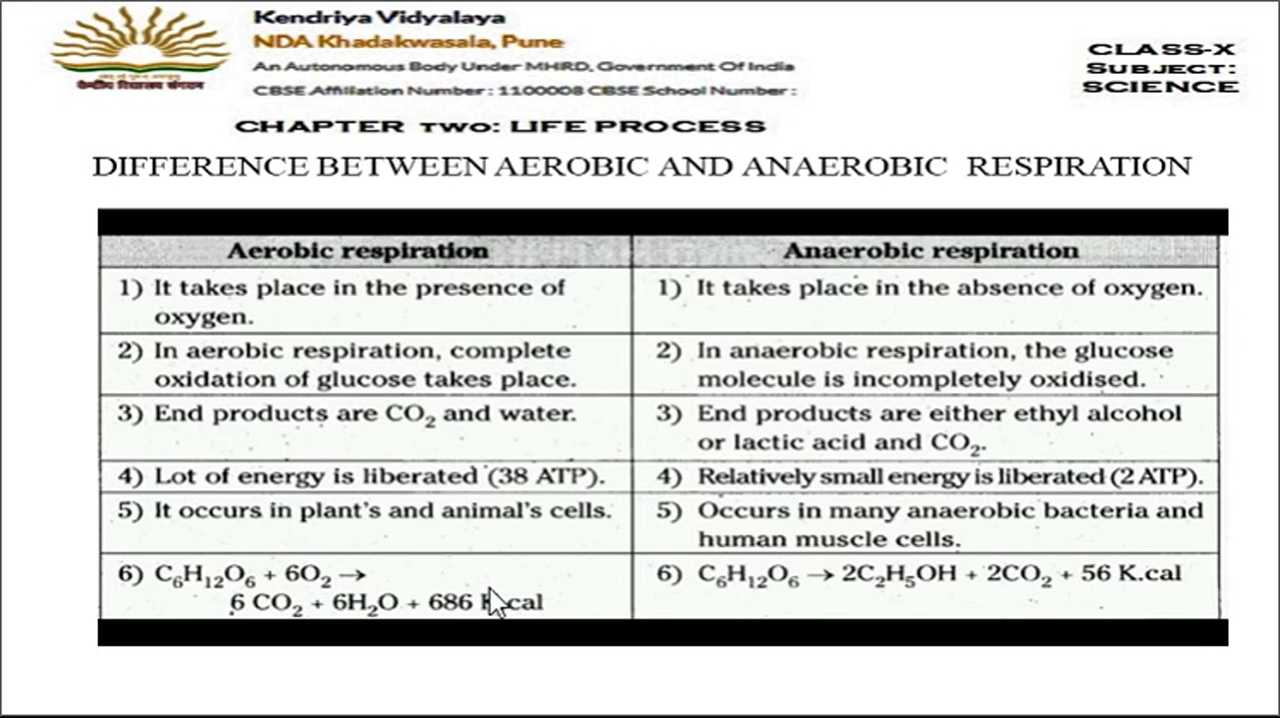 Kendriya Vidyalaya
NDA Khadakwasala, Pune
An Autonomous Body Under MHRD, Government Of India
CBSE Affiliation Number : 1100008 CBSE School Number :
केन्द्रीय विद्यालय संगठन
CLASS-X
SUBJECT:
SCIENCE
CHAPTER TWO: LIFE PROCESS
DIFFERENCE BETWEEN AEROBIC AND ANAEROBIC RESPIRATION
Aerobic respiration
Anaerobic respiration
1) It takes place in the presence of
oxygen.
1) It takes place in the absence of oxygen.
2) In aerobic respiration, complete
oxidation of glucose takes place.
2) In anaerobic respiration, the glucose
molecule is incompletely oxidised.
3) End products are CO₂ and water.
3) End products are either ethyl alcohol
or lactic acid and CO₂.
4) Lot of energy is liberated (38 ATP).
4) Relatively small energy is liberated (2 ATP).
5) It occurs in plant's and animal's cells.
5) Occurs in many anaerobic bacteria and
human muscle cells.
6) C₆H₁₂O₆ + 6O₂ →
6 CO₂ + 6H₂O + 686 K.cal
6) C₆H₁₂O₆ → 2C₂H₅OH + 2CO₂ + 56 K.cal